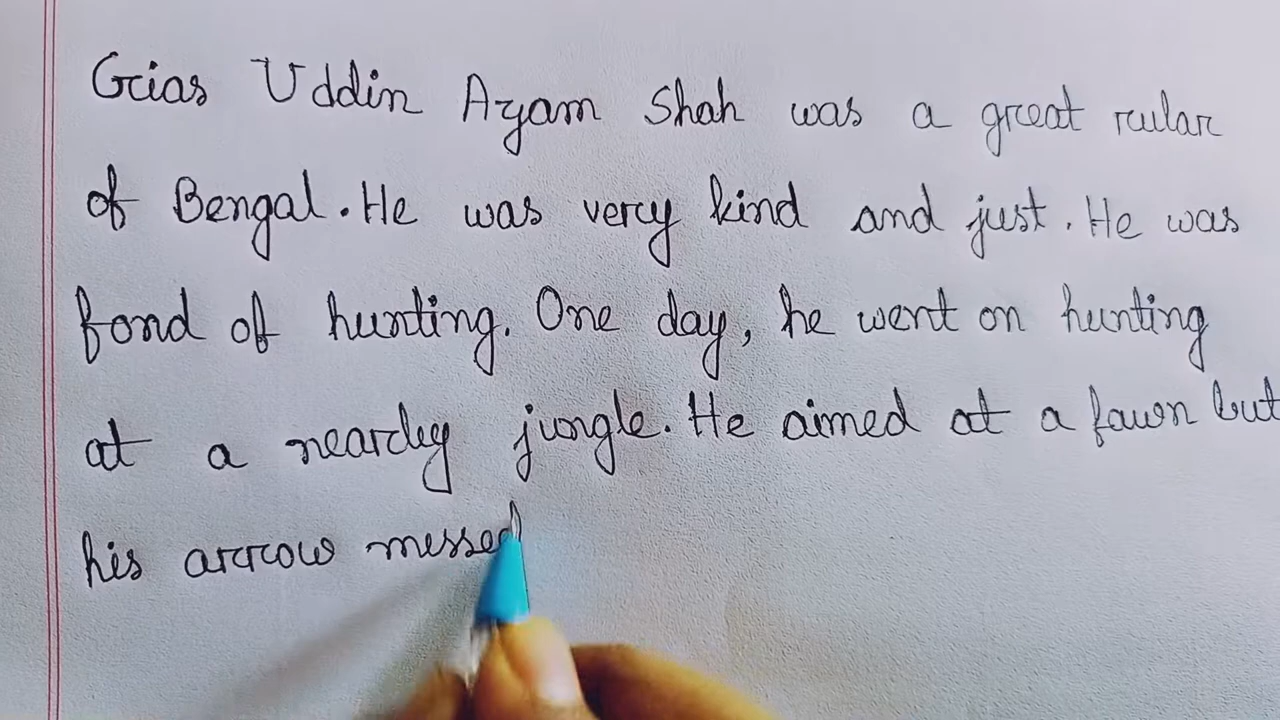 Gias Uddin Azam Shah was a great rular
of Bengal. He was very kind and just. He was
fond of hunting. One day, he went on hunting
at a nearby jungle. He aimed at a fawn but
his arrow messed